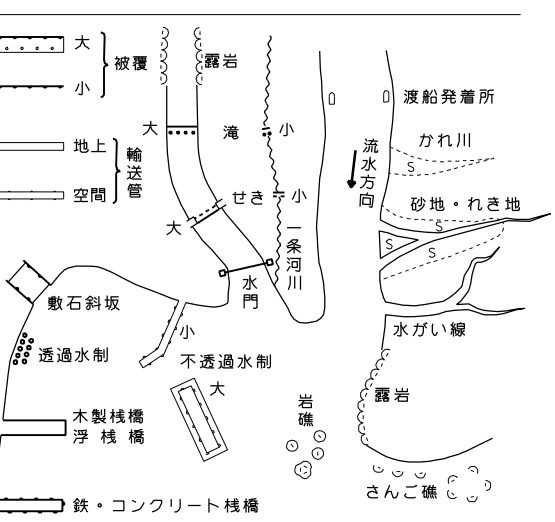 大
小
被覆
地上
空間
輸送管
露岩
大
滝
小
せき
小
大
一条河川
水門
渡船発着所
流水方向
かれ川
S
砂地・れき地
S
S
S
水がい線
敷石斜坂
透過水制
小
不透過水制
大
木製桟橋
浮桟橋
岩礁
露岩
さんご礁
鉄・コンクリート桟橋